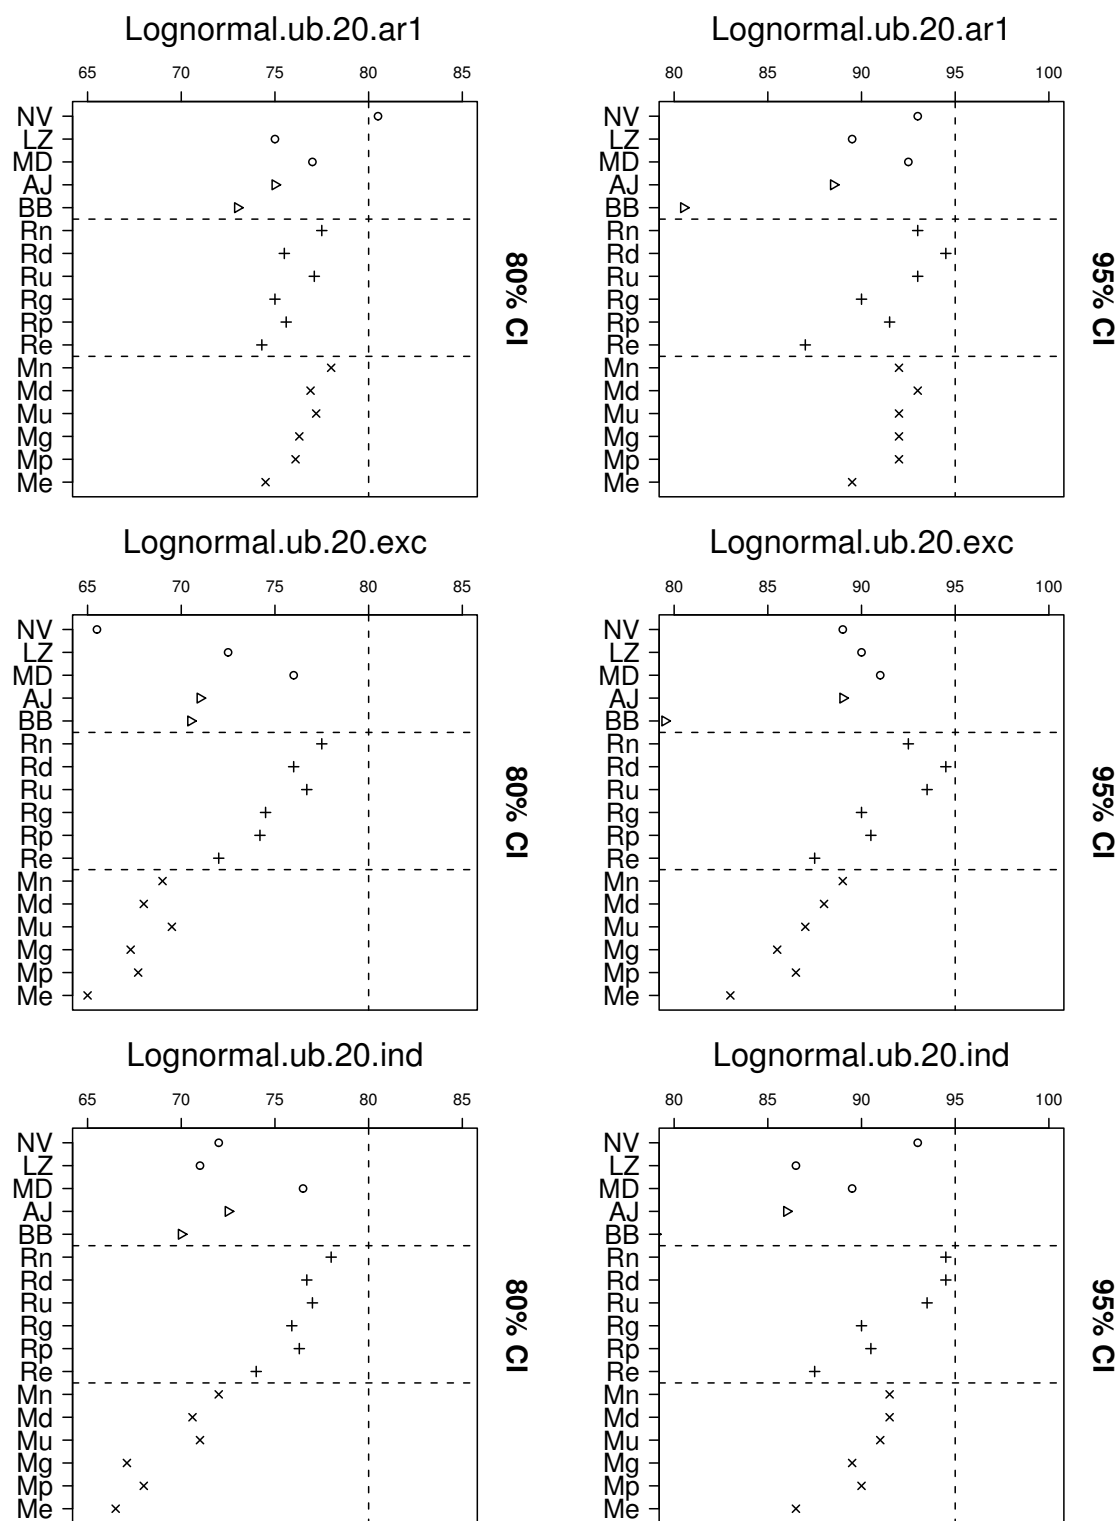 Lognormal.ub.20.ar1
65 70 75 80 85
NV
LZ
MD
AJ
BB
Rn
Rd
Ru
Rg
Rp
Re
Mn
Md
Mu
Mg
Mp
Me
80% CI
Lognormal.ub.20.ar1
80 85 90 95 100
NV
LZ
MD
AJ
BB
Rn
Rd
Ru
Rg
Rp
Re
Mn
Md
Mu
Mg
Mp
Me
95% CI
Lognormal.ub.20.exc
65 70 75 80 85
NV
LZ
MD
AJ
BB
Rn
Rd
Ru
Rg
Rp
Re
Mn
Md
Mu
Mg
Mp
Me
80% CI
Lognormal.ub.20.exc
80 85 90 95 100
NV
LZ
MD
AJ
BB
Rn
Rd
Ru
Rg
Rp
Re
Mn
Md
Mu
Mg
Mp
Me
95% CI
Lognormal.ub.20.ind
65 70 75 80 85
NV
LZ
MD
AJ
BB
Rn
Rd
Ru
Rg
Rp
Re
Mn
Md
Mu
Mg
Mp
Me
80% CI
Lognormal.ub.20.ind
80 85 90 95 100
NV
LZ
MD
AJ
BB
Rn
Rd
Ru
Rg
Rp
Re
Mn
Md
Mu
Mg
Mp
Me
95% CI